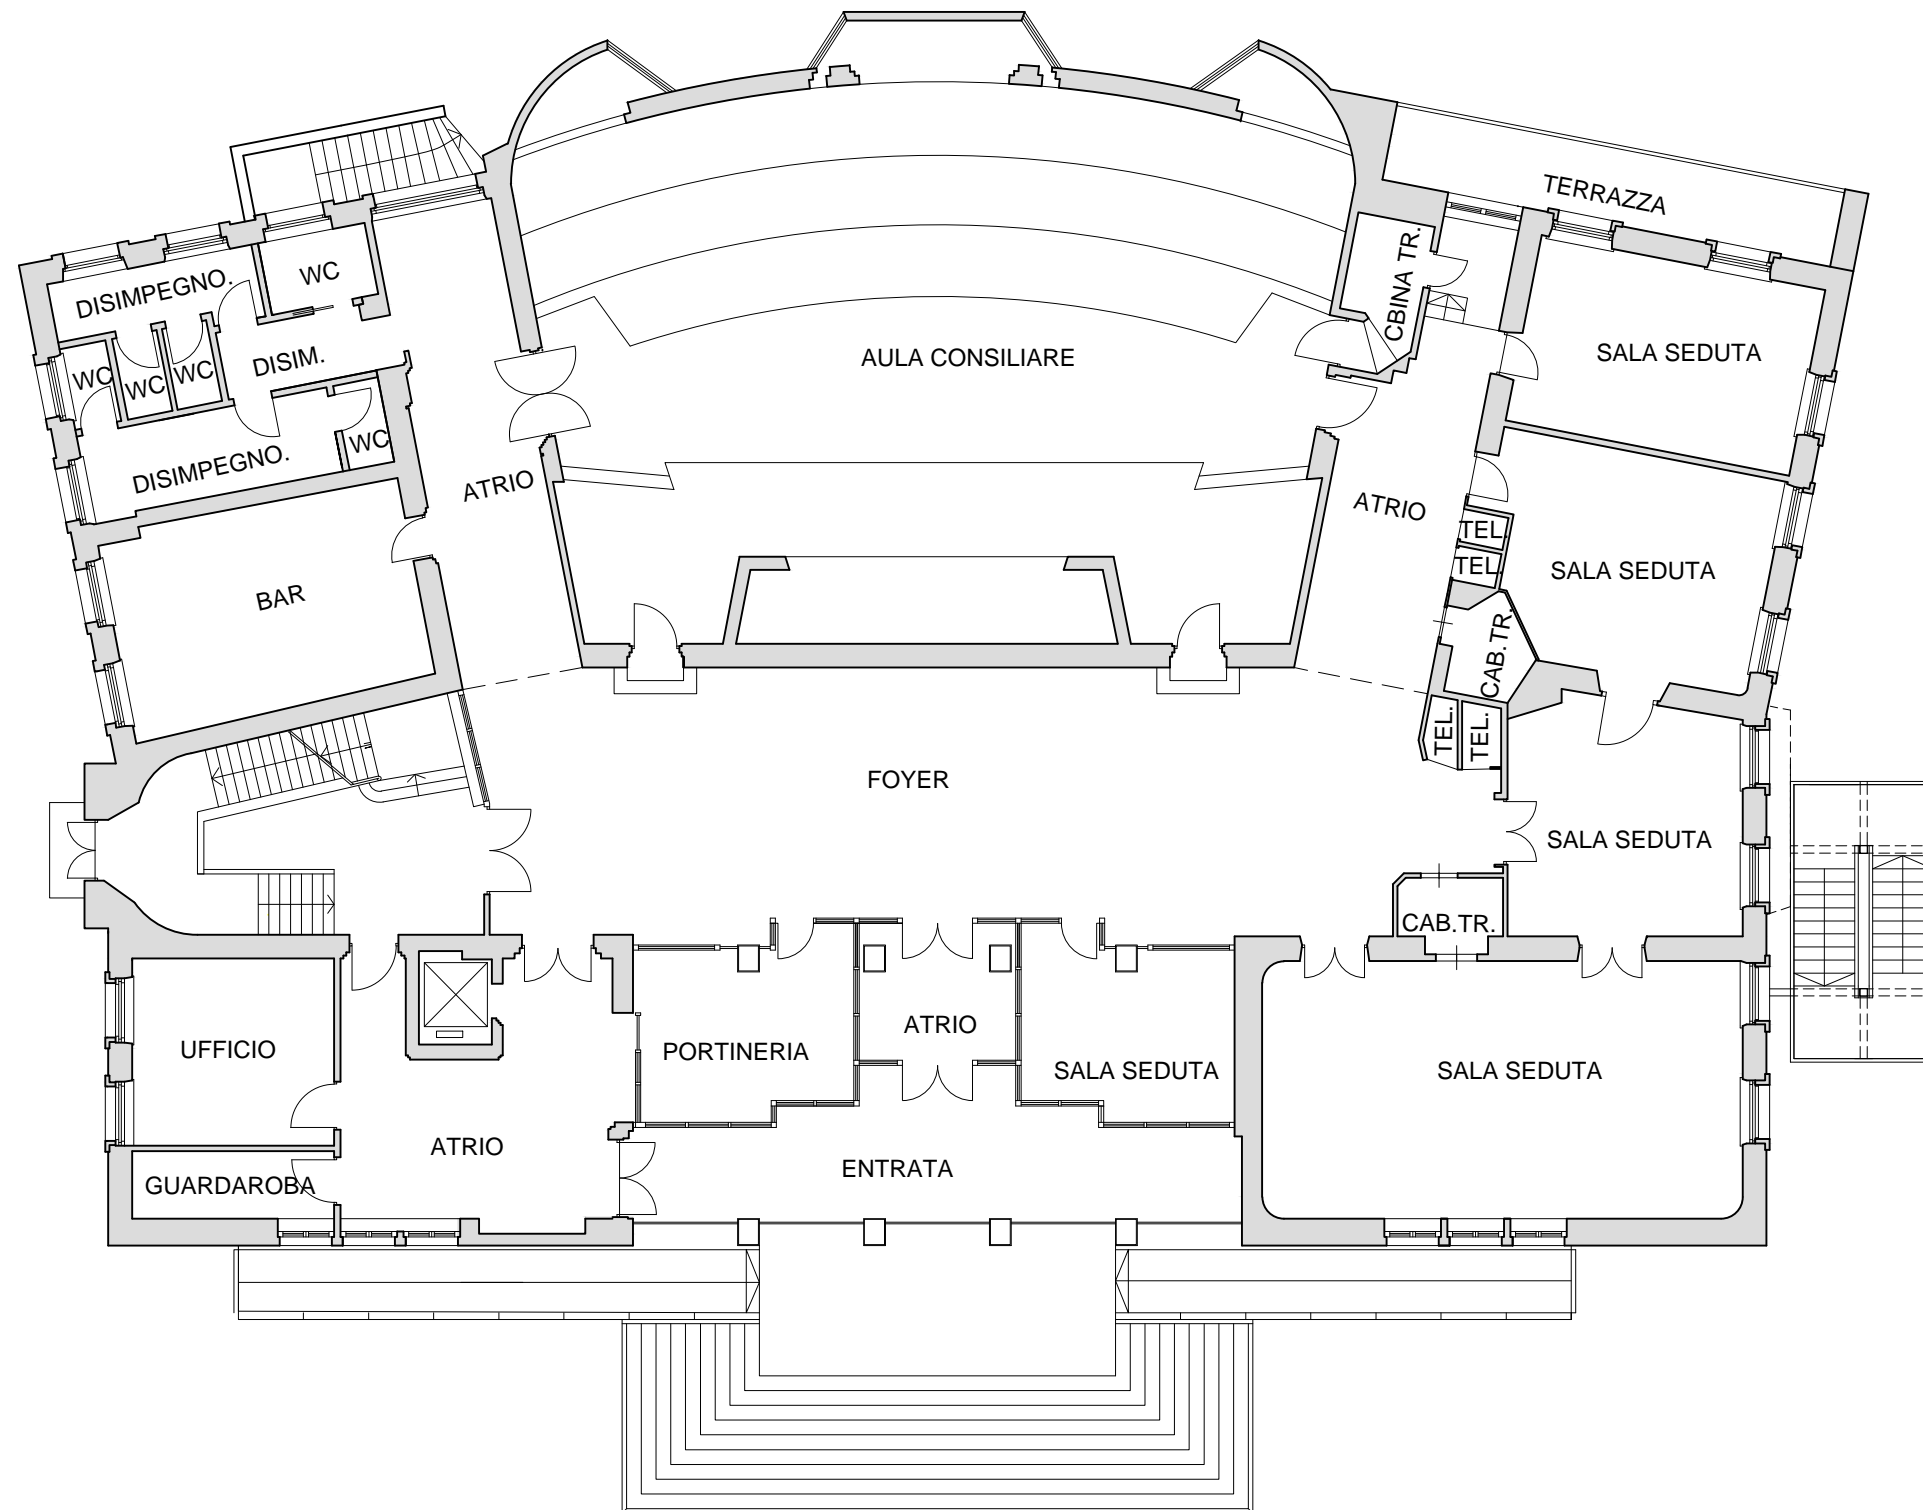 TERRAZZA
WC
DISIMPEGNO.
CBINA TR.
AULA CONSILIARE
SALA SEDUTA
DISIM.
WC
WC
WC
WC
DISIMPEGNO.
ATRIO
ATRIO
TEL.
TEL.
SALA SEDUTA
BAR
CAB.TR.
TEL.
TEL.
FOYER
SALA SEDUTA
CAB.TR.
ATRIO
UFFICIO
PORTINERIA
SALA SEDUTA
SALA SEDUTA
ATRIO
ENTRATA
GUARDAROBA